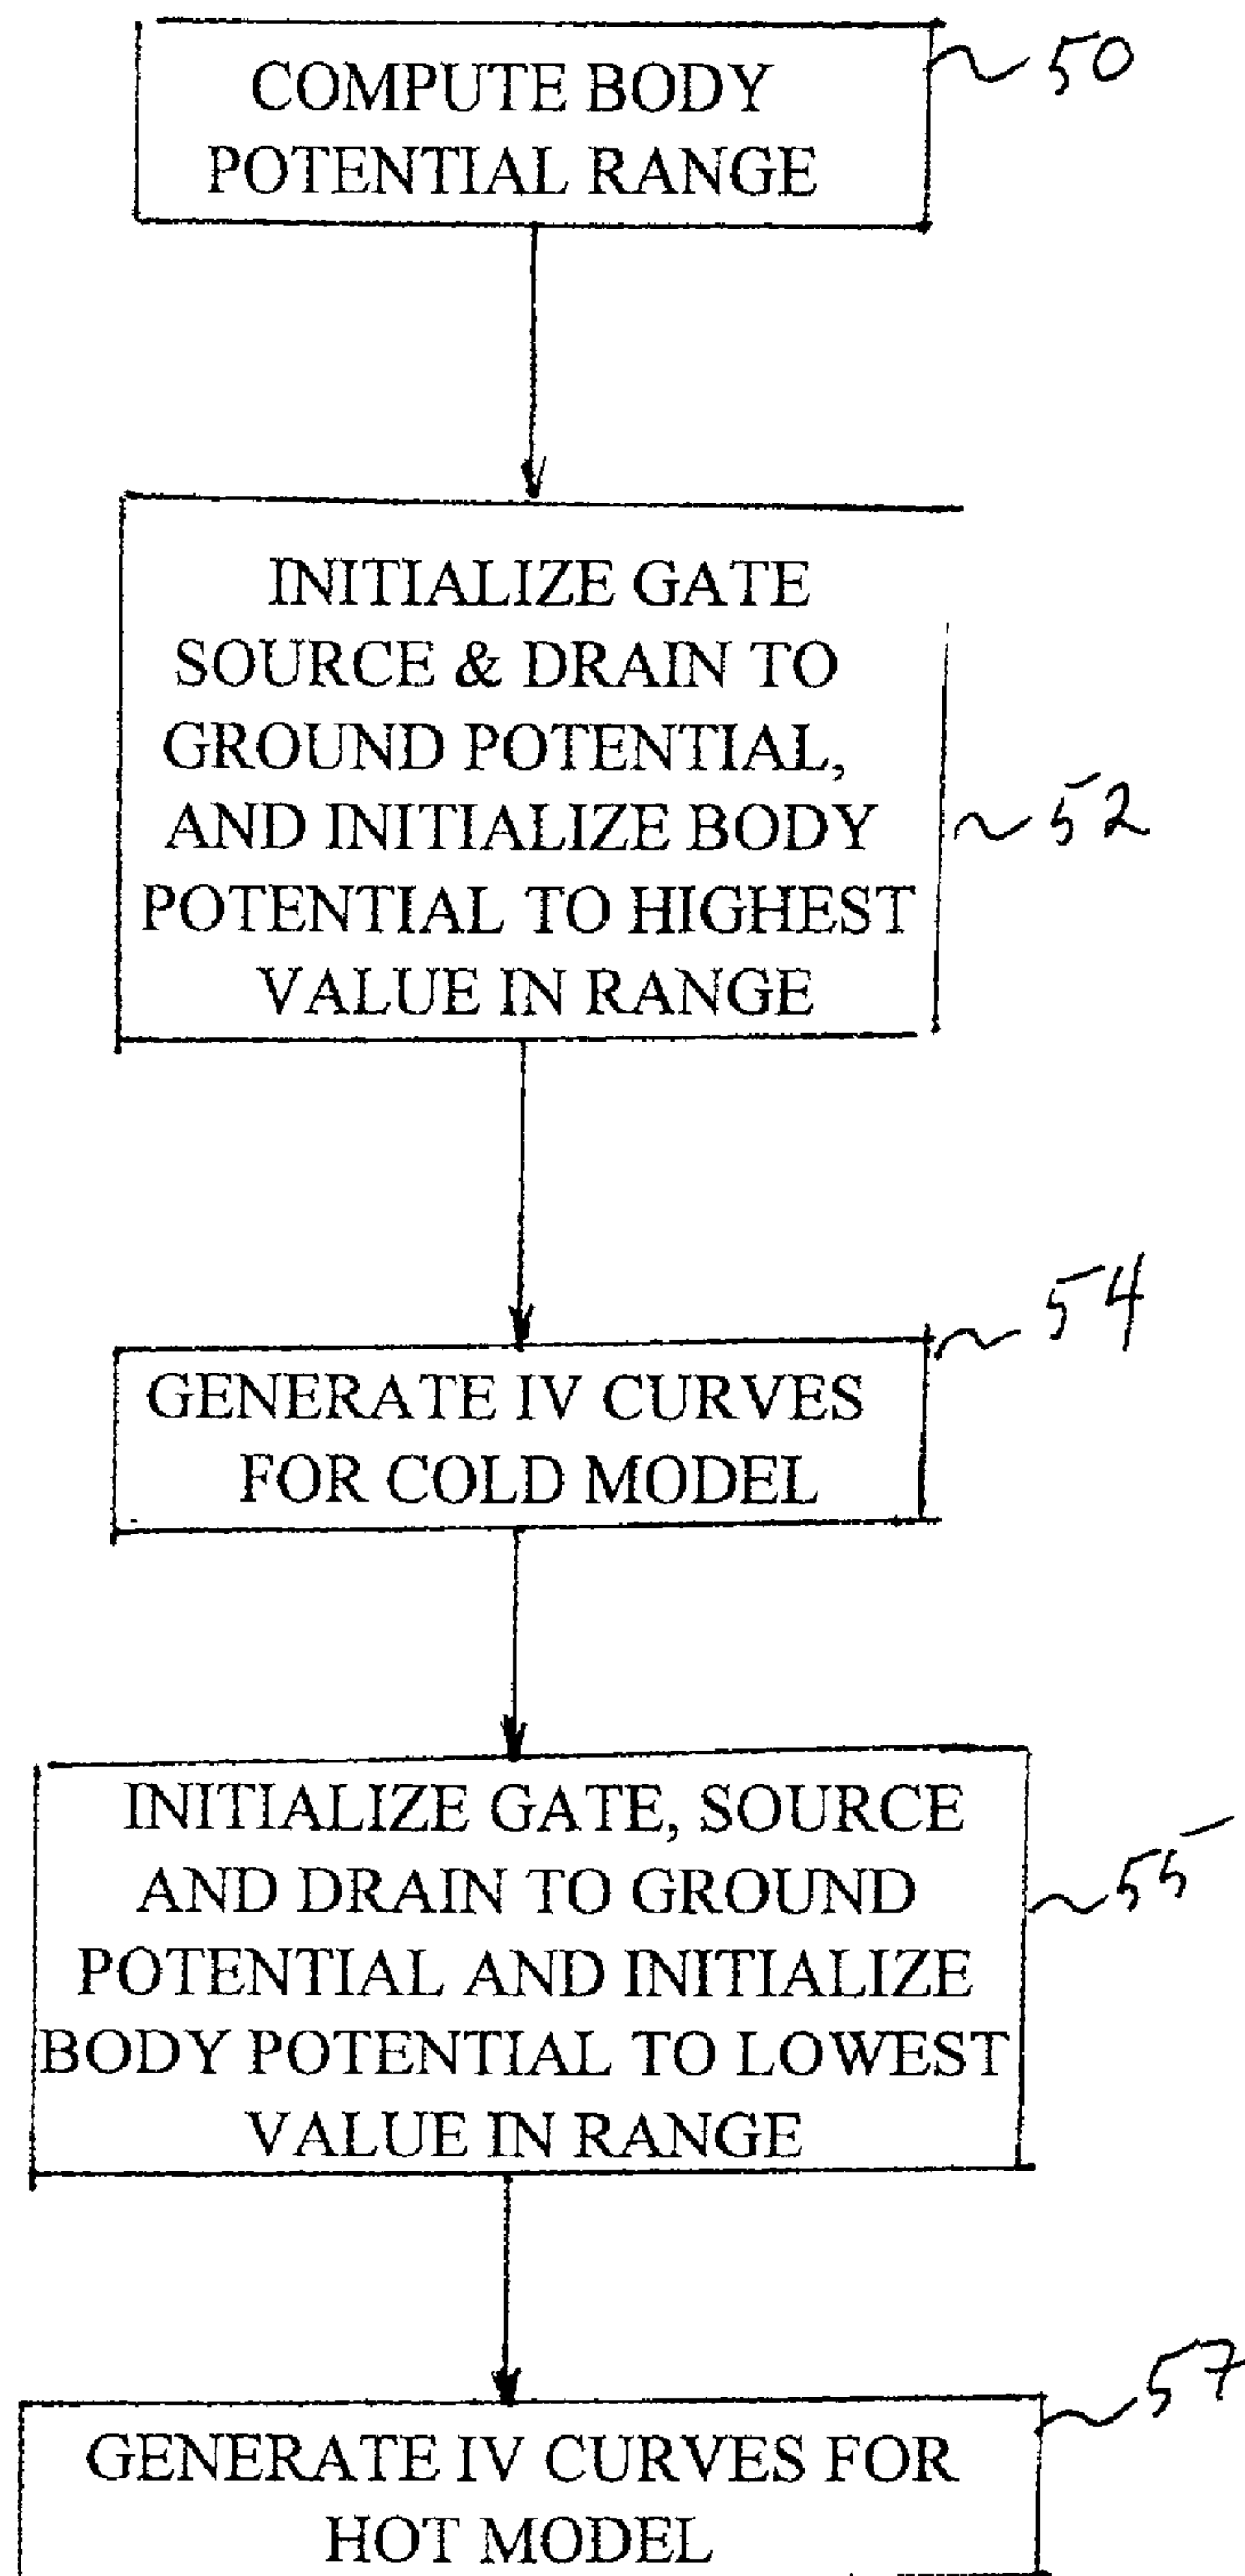 COMPUTE BODY
POTENTIAL RANGE
50
INITIALIZE GATE
SOURCE & DRAIN TO
GROUND POTENTIAL,
AND INITIALIZE BODY
POTENTIAL TO HIGHEST
VALUE IN RANGE
52
GENERATE IV CURVES
FOR COLD MODEL
54
INITIALIZE GATE, SOURCE
AND DRAIN TO GROUND
POTENTIAL AND INITIALIZE
BODY POTENTIAL TO LOWEST
VALUE IN RANGE
55
GENERATE IV CURVES FOR
HOT MODEL
57